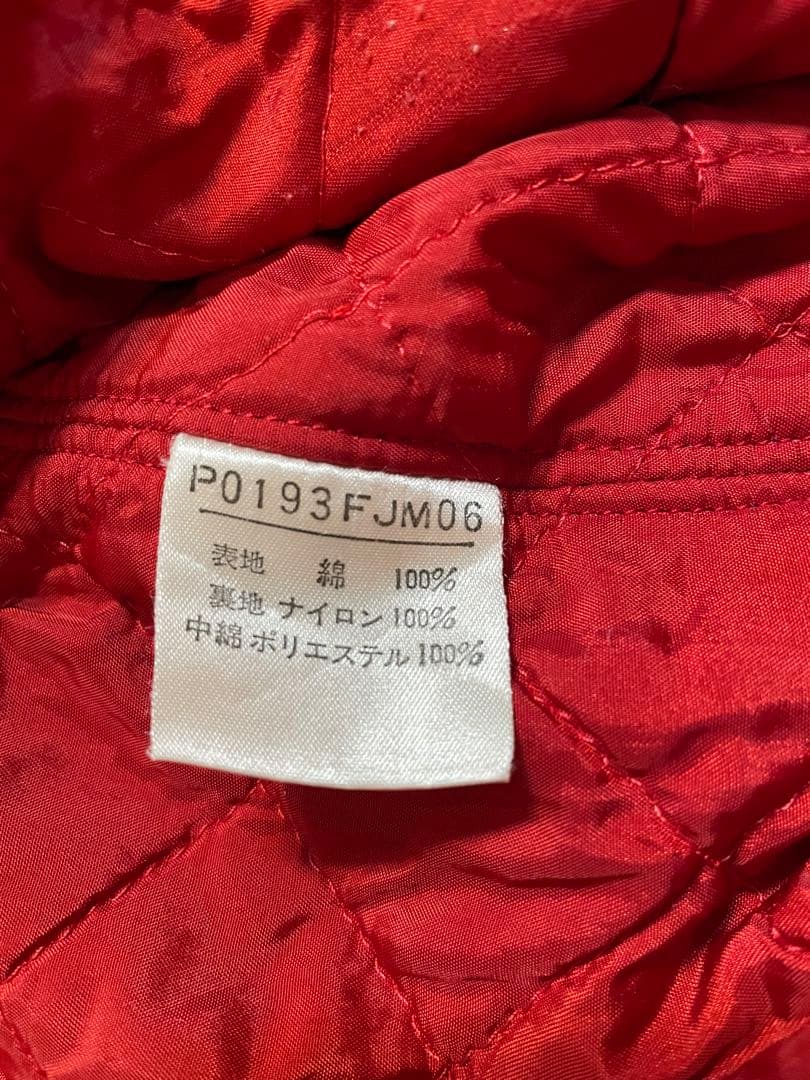 P0193FJM06
表地 綿 100%
裏地 ナイロン 100%
中綿 ポリエステル 100%